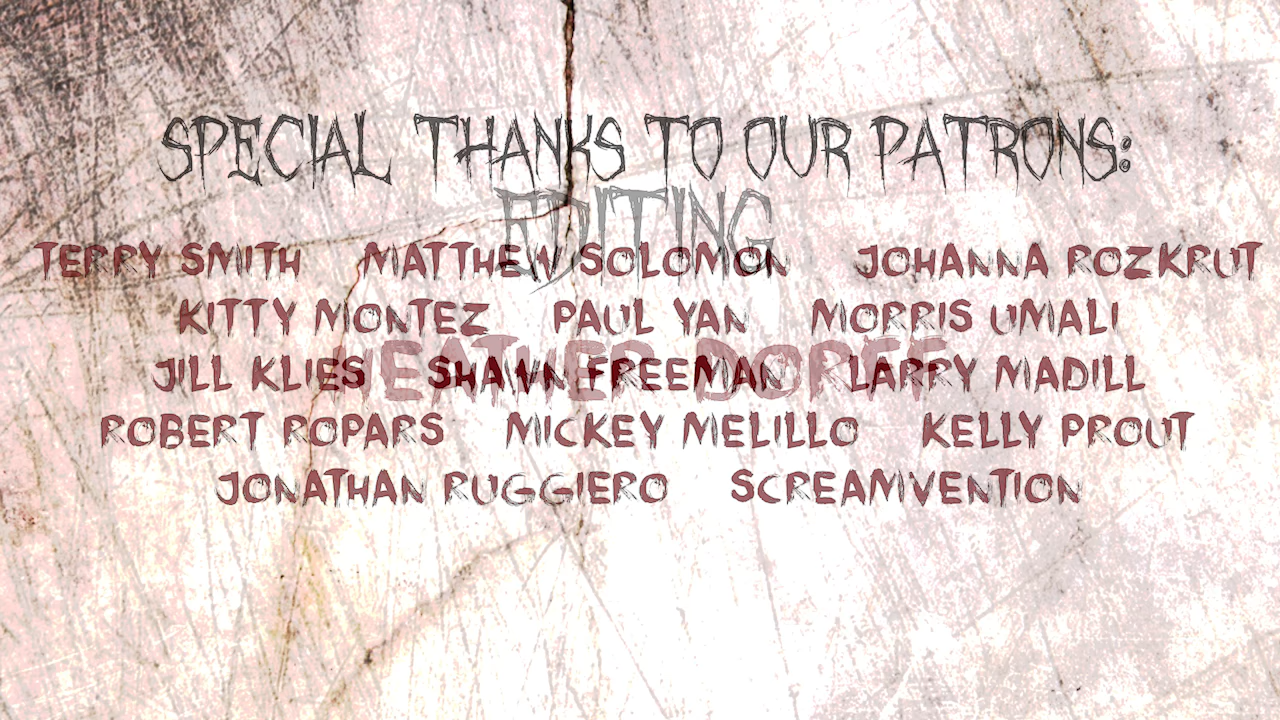 SPECIAL THANKS TO OUR PATRONS:
EDITING
TERRY SMITH MATTHEW SOLOMON JOHANNA ROZKRUT
KITTY MONTEZ PAUL YAN MORRIS UMALI
HEATHER DORFF
JILL KLIES SHAWN FREEMAN LARRY MADILL
ROBERT ROPARS MICKEY MELILLO KELLY PROUT
JONATHAN RUGGIERO SCREAMVENTION